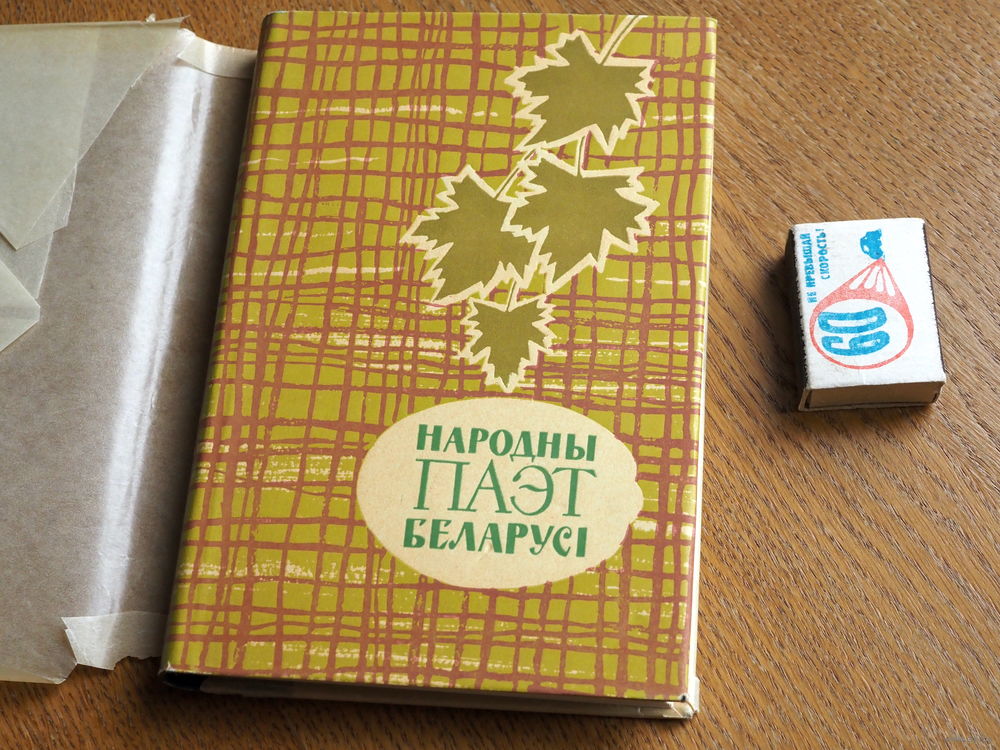 НАРОДНЫ
ПАЭТ
БЕЛАРУСІ
НЕ ПРЕВЫШАЙ
СКОРОСТЬ!
60